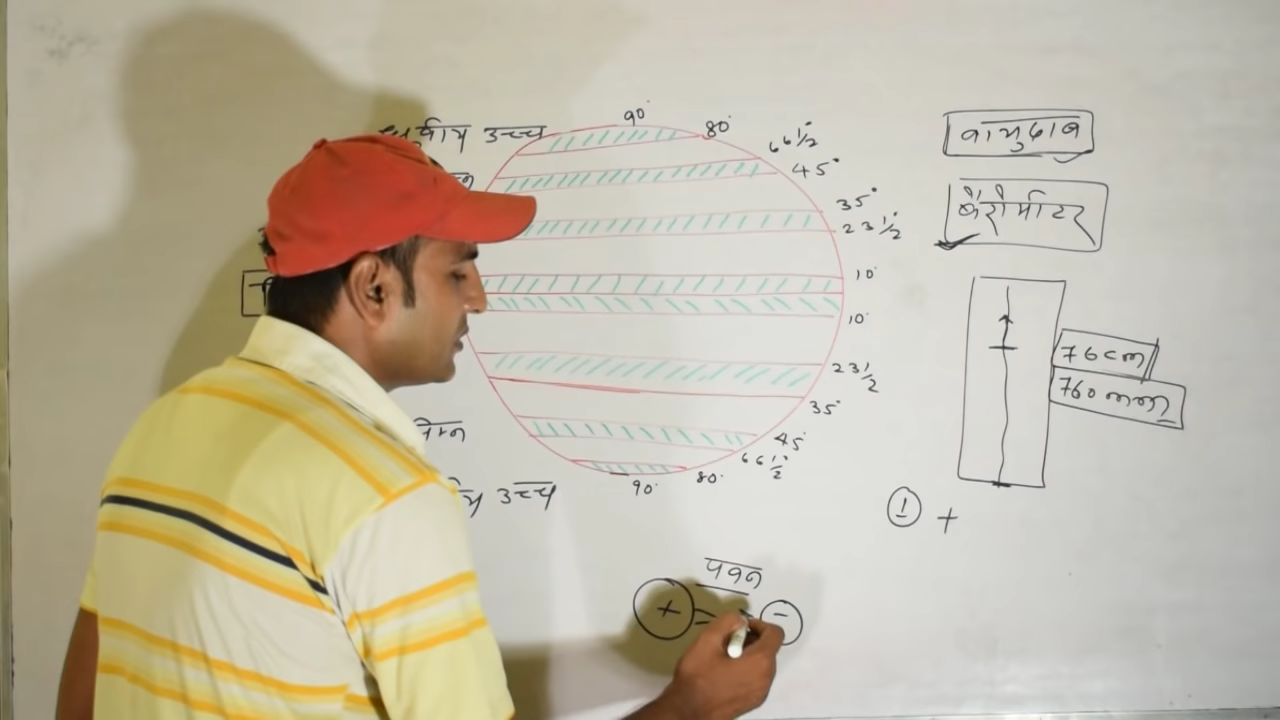 ध्रुवीय उच्च
90°
80°
66½°
45°
35°
23½°
10°
10°
23½°
35°
45°
66½°
80°
90°
निम्न
उच्च
वायुदाब
बैरोमीटर
76cm
760mm
① +
पवन
+
-